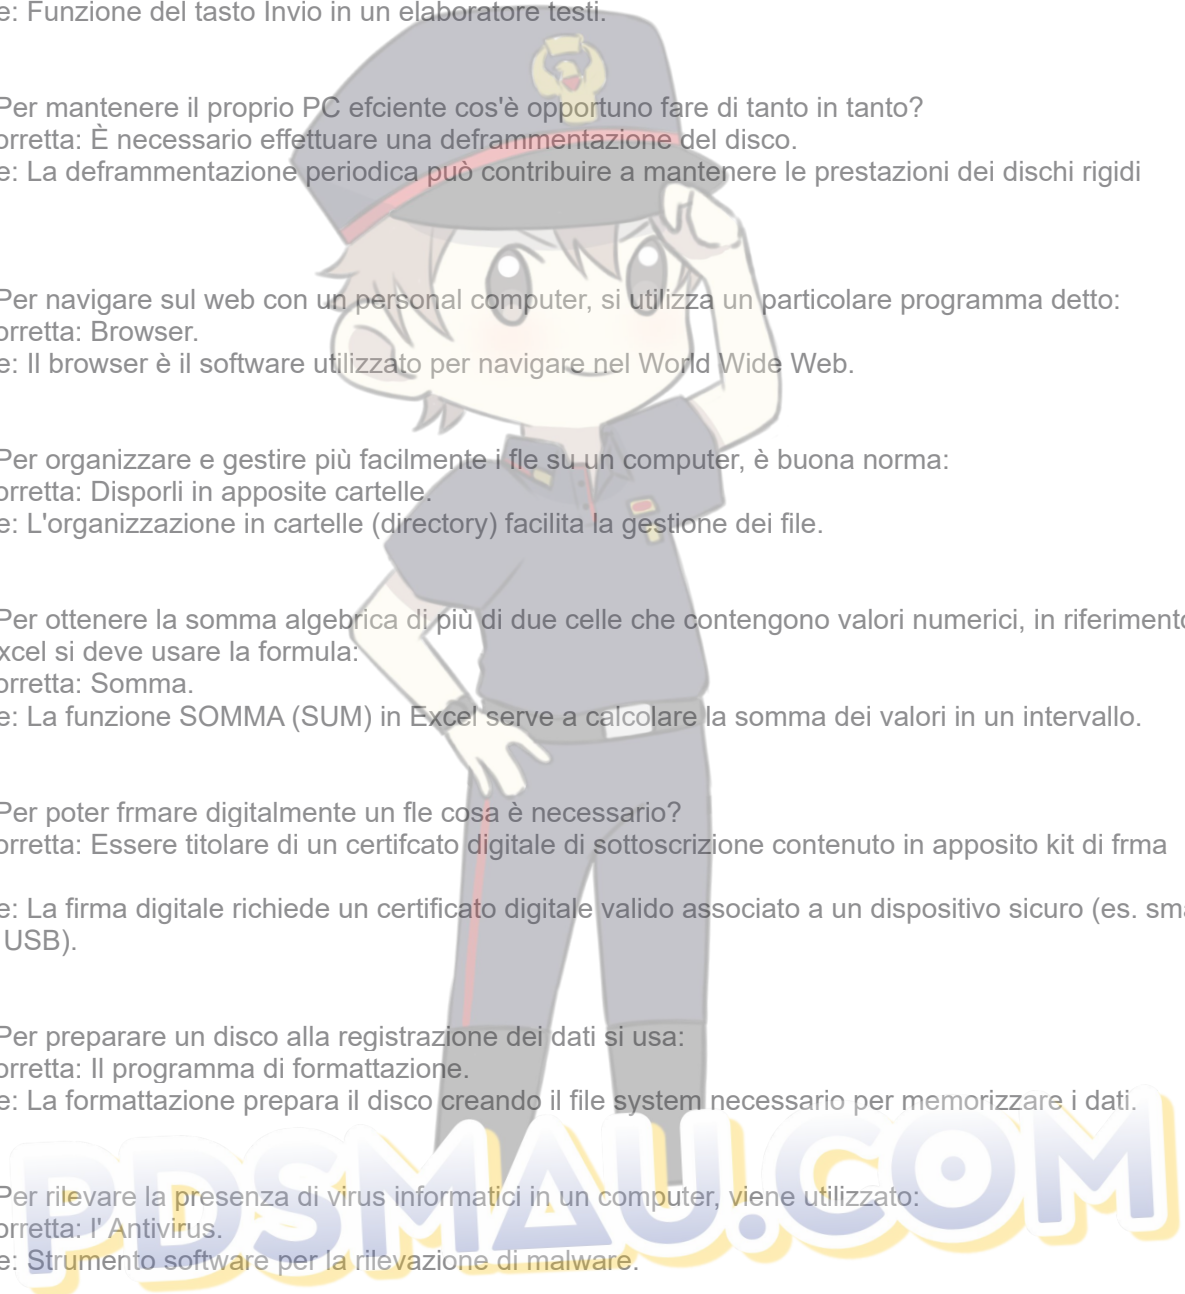 e: Funzione del tasto Invio in un elaboratore testi.
Per mantenere il proprio PC efciente cos'è opportuno fare di tanto in tanto?
orretta: È necessario effettuare una deframmentazione del disco.
e: La deframmentazione periodica può contribuire a mantenere le prestazioni dei dischi rigidi
Per navigare sul web con un personal computer, si utilizza un particolare programma detto:
orretta: Browser.
e: Il browser è il software utilizzato per navigare nel World Wide Web.
Per organizzare e gestire più facilmente i fle su un computer, è buona norma:
orretta: Disporli in apposite cartelle.
e: L'organizzazione in cartelle (directory) facilita la gestione dei file.
Per ottenere la somma algebrica di più di due celle che contengono valori numerici, in riferimento
xcel si deve usare la formula:
orretta: Somma.
e: La funzione SOMMA (SUM) in Excel serve a calcolare la somma dei valori in un intervallo.
Per poter frmare digitalmente un fle cosa è necessario?
orretta: Essere titolare di un certifcato digitale di sottoscrizione contenuto in apposito kit di frma
e: La firma digitale richiede un certificato digitale valido associato a un dispositivo sicuro (es. sma
USB).
Per preparare un disco alla registrazione dei dati si usa:
orretta: Il programma di formattazione.
e: La formattazione prepara il disco creando il file system necessario per memorizzare i dati.
Per rilevare la presenza di virus informatici in un computer, viene utilizzato:
orretta: l' Antivirus.
e: Strumento software per la rilevazione di malware.
PDSMAU.COM